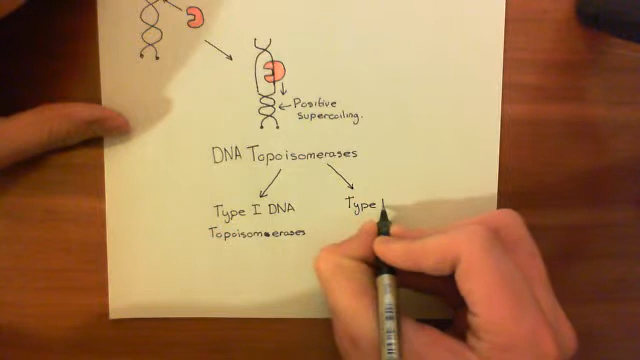 Positive
supercoiling.
DNA Topoisomerases
Type I DNA
Topoisomerases
Type I